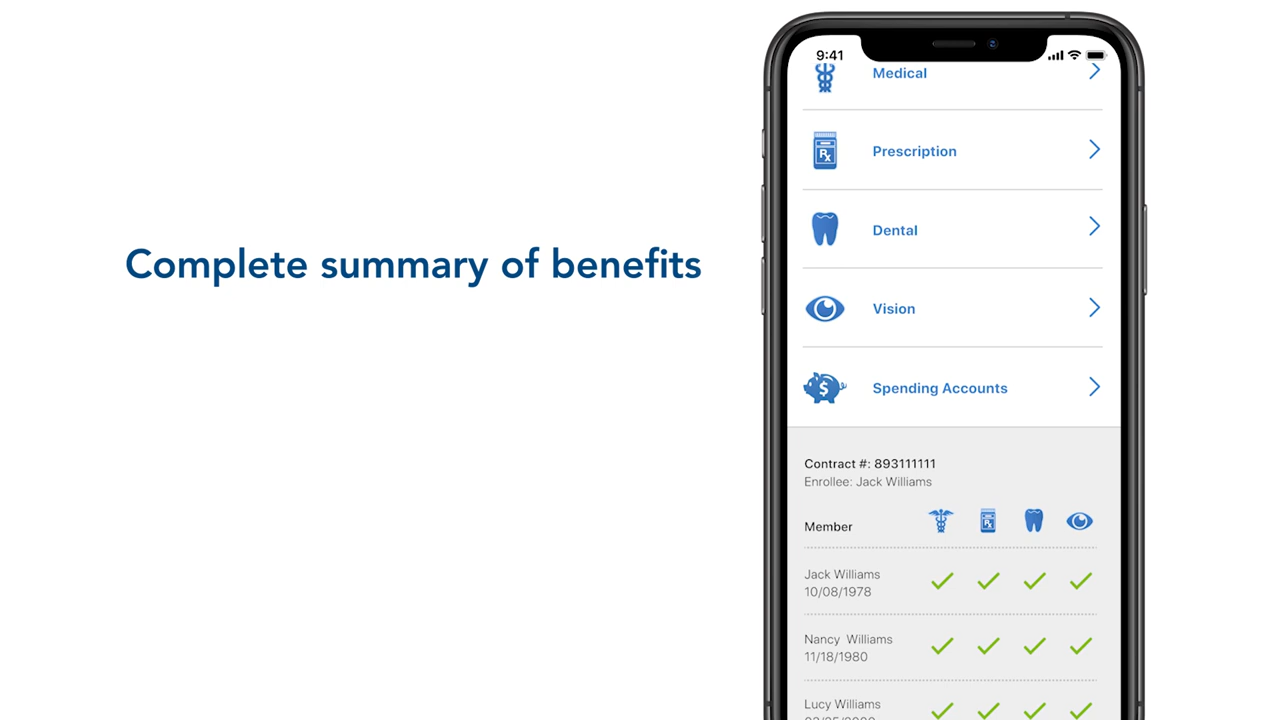 Complete summary of benefits
9:41
Medical
Prescription
Dental
Vision
Spending Accounts
Contract #: 893111111
Enrollee: Jack Williams
Member
Jack Williams
10/08/1978
Nancy Williams
11/18/1980
Lucy Williams